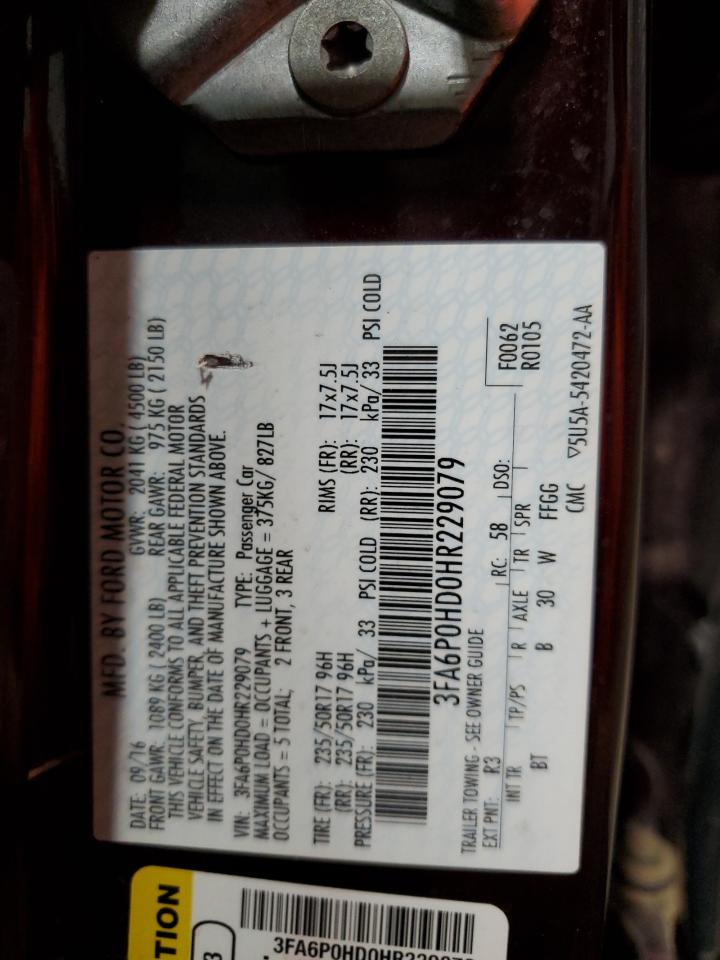 MFD. BY FORD MOTOR CO.
DATE: 09/16 GVWR: 2041 KG ( 4500 LB)
FRONT GAWR: 1089 KG ( 2400 LB) REAR GAWR: 975 KG ( 2150 LB)
THIS VEHICLE CONFORMS TO ALL APPLICABLE FEDERAL MOTOR
VEHICLE SAFETY, BUMPER, AND THEFT PREVENTION STANDARDS
IN EFFECT ON THE DATE OF MANUFACTURE SHOWN ABOVE.
VIN: 3FA6P0HD0HR229079 TYPE: Passenger Car
MAXIMUM LOAD = OCCUPANTS + LUGGAGE = 375KG/ 827LB
OCCUPANTS = 5 TOTAL; 2 FRONT, 3 REAR
TIRE (FR): 235/50R17 96H RIMS (FR): 17x7.5J
(RR): 235/50R17 96H (RR): 17x7.5J
PRESSURE (FR): 230 kPa/ 33 PSI COLD (RR): 230 kPa/ 33 PSI COLD
3FA6P0HD0HR229079
TRAILER TOWING - SEE OWNER GUIDE
EXT PNT: R3 RC: 58 DSO: F0062
R0105
INT TR TP/PS R AXLE TR SPR
BT B 30 W FFGG
CMC ▽5U5A-5420472-AA
TION
3
3FA6P0HD0HR229079